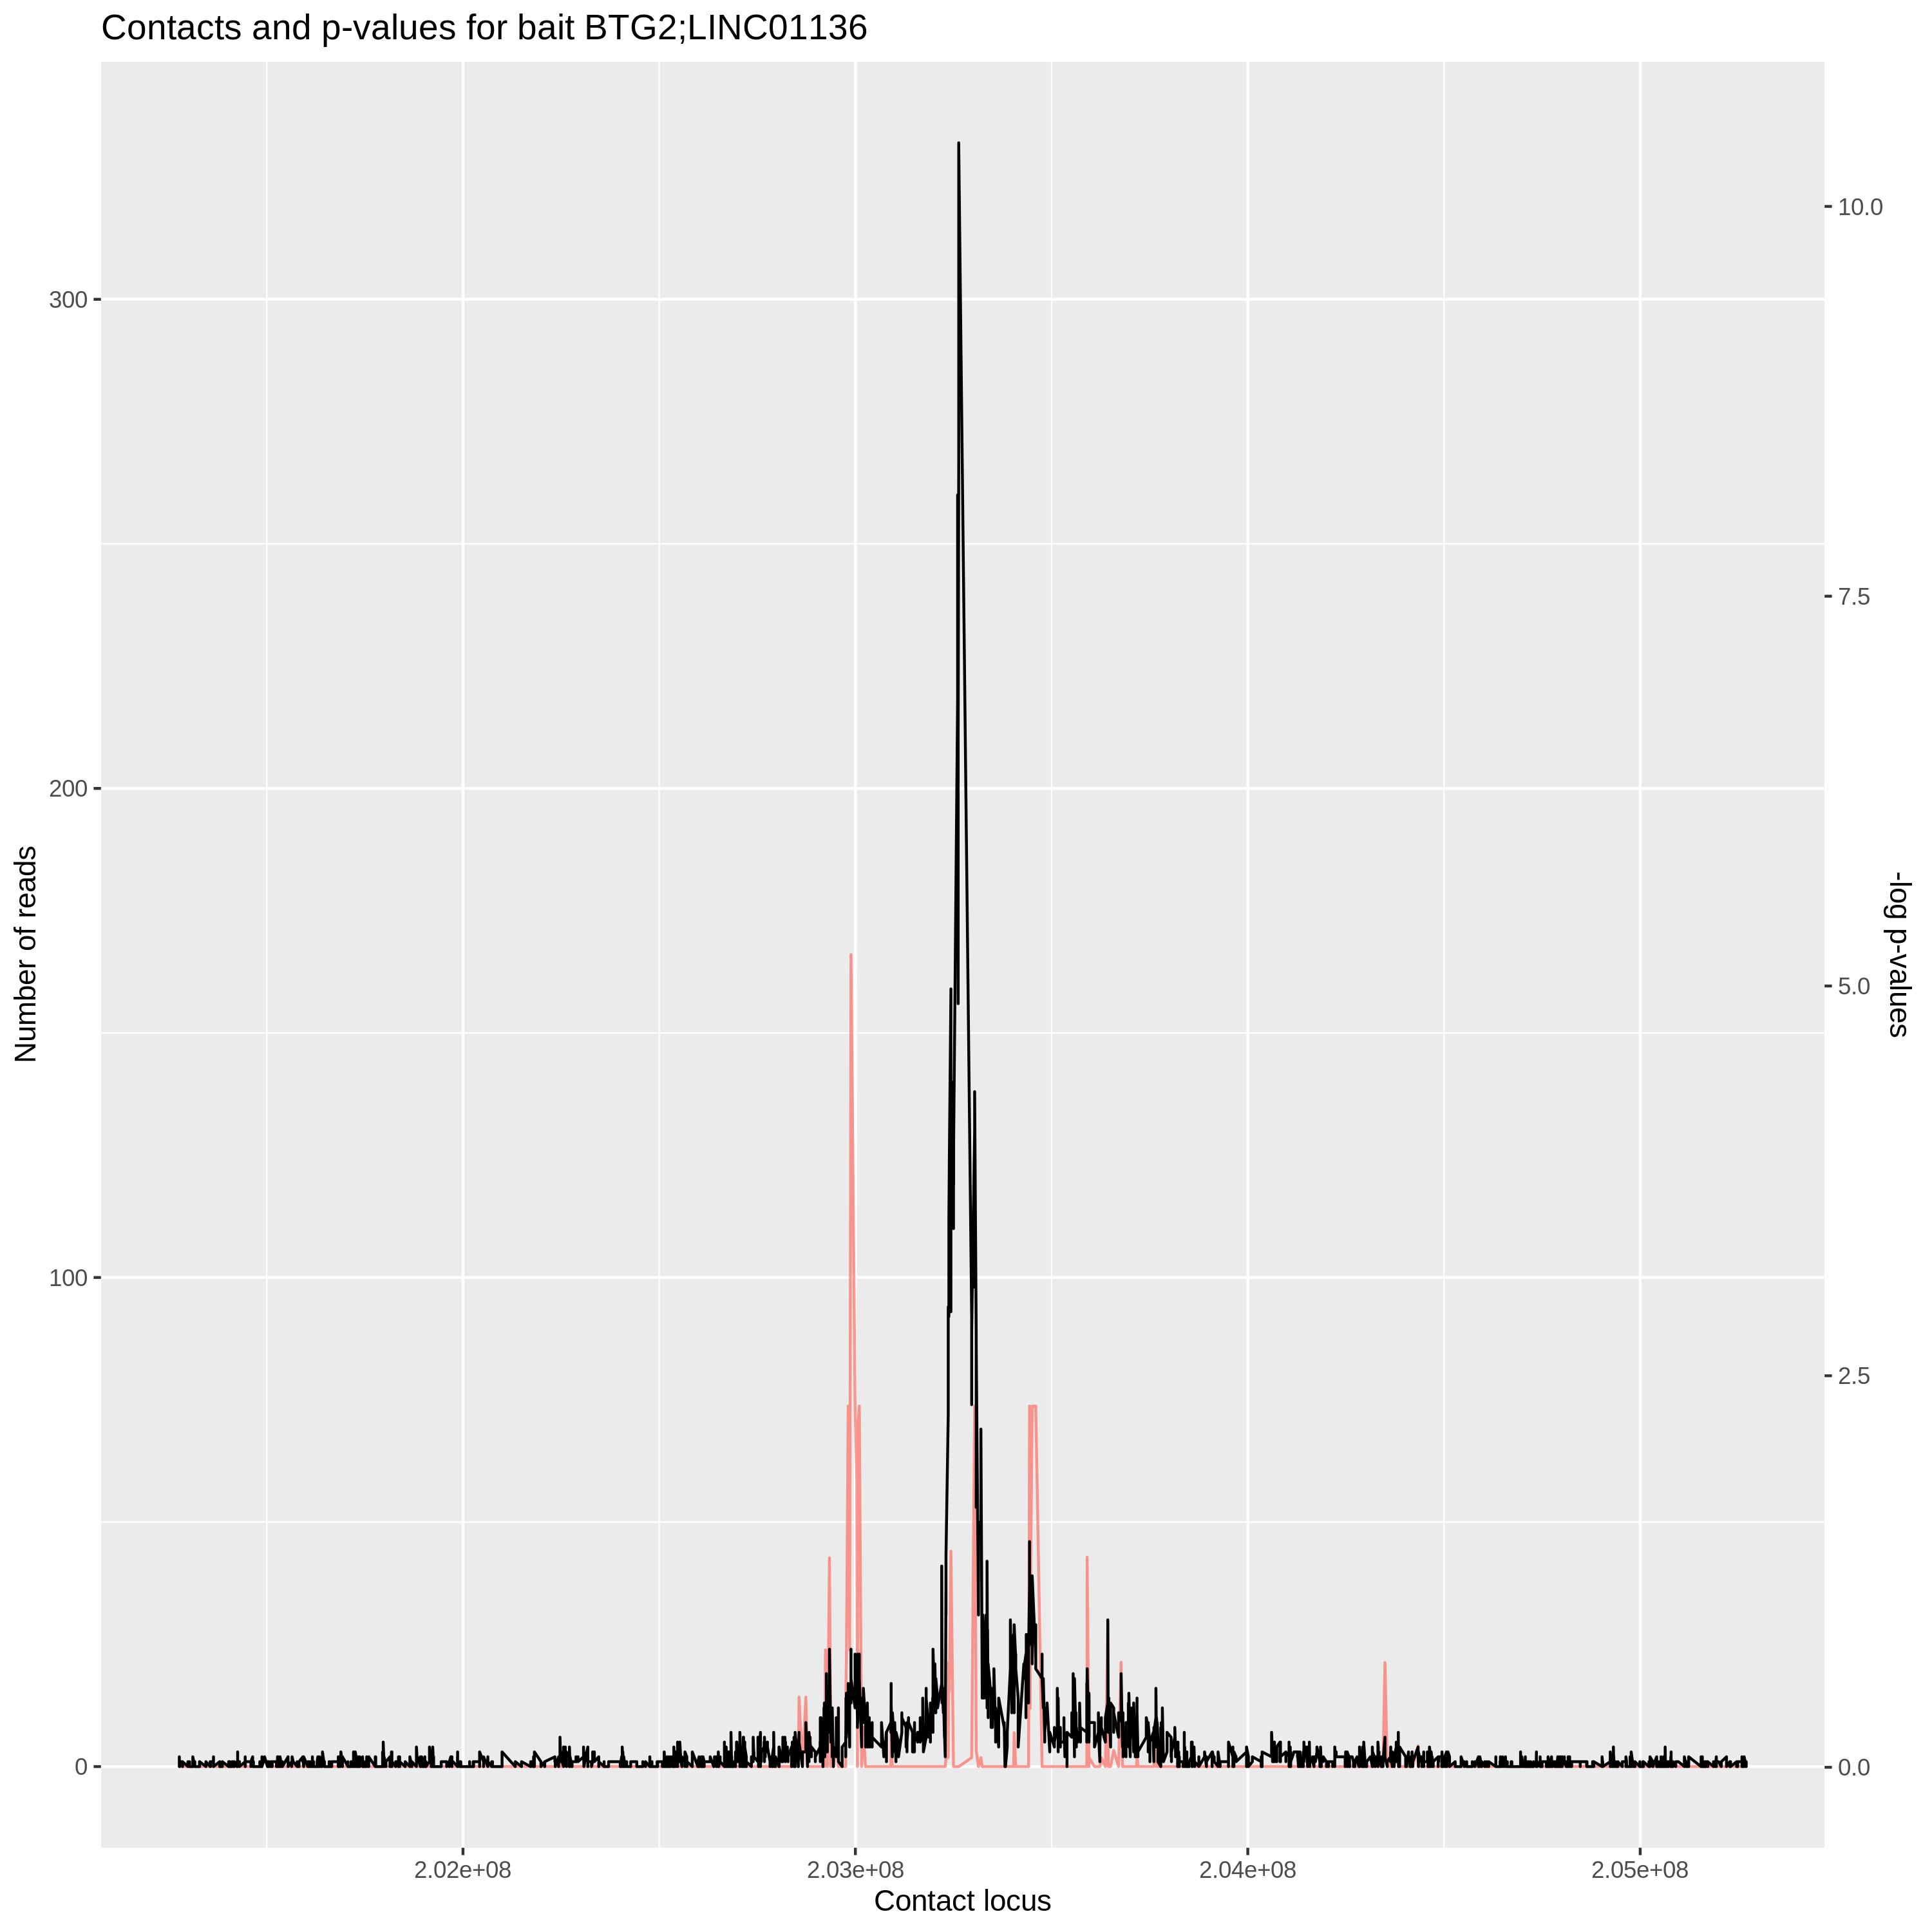 Contacts and p-values for bait BTG2;LINC01136
300
200
100
0
Number of reads
10.0
7.5
5.0
2.5
0.0
-log p-values
2.02e+08
2.03e+08
2.04e+08
2.05e+08
Contact locus